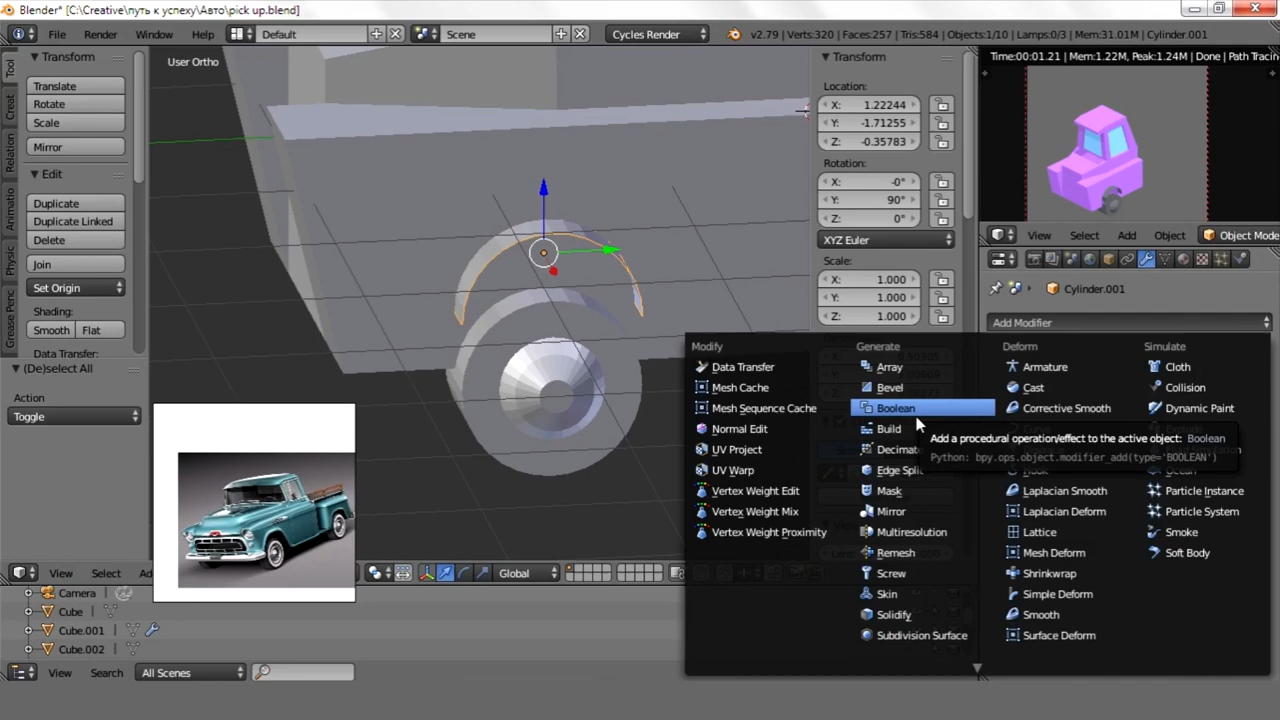 Blender* [C:\Creative\путь к успеху\Авто\pick up.blend]
File Render Window Help Default Scene Cycles Render v2.79 | Verts:320 | Faces:257 | Tris:584 | Objects:1/10 | Lamps:0/3 | Mem:31.01M | Cylinder.001
Tool
Creat
Relation
Animatio
Physic
Grease Penc
Transform
Translate
Rotate
Scale
Mirror
Edit
Duplicate
Duplicate Linked
Delete
Join
Set Origin
Shading:
Smooth Flat
Data Transfer:
(De)select All
Action
Toggle
User Ortho
Transform
Location:
X: 1.22244
Y: -1.71255
Z: -0.35783
Rotation:
X: -0°
Y: 90°
Z: 0°
XYZ Euler
Scale:
X: 1.000
Y: 1.000
Z: 1.000
Time:00:01.21 | Mem:1.22M, Peak:1.24M | Done | Path Tracin
View Select Add Object Object Mode
Cylinder.001
Add Modifier
Modify
Data Transfer
Mesh Cache
Mesh Sequence Cache
Normal Edit
UV Project
UV Warp
Vertex Weight Edit
Vertex Weight Mix
Vertex Weight Proximity
Generate
Array
Bevel
Boolean
Build
Decimat
Edge Spli
Mask
Mirror
Multiresolution
Remesh
Screw
Skin
Solidify
Subdivision Surface
Deform
Armature
Cast
Corrective Smooth
Laplacian Smooth
Laplacian Deform
Lattice
Mesh Deform
Shrinkwrap
Simple Deform
Smooth
Surface Deform
Simulate
Cloth
Collision
Dynamic Paint
Particle Instance
Particle System
Smoke
Soft Body
Add a procedural operation/effect to the active object: Boolean
Python: bpy.ops.object.modifier_add(type='BOOLEAN')
View Select Ad Global
Camera
Cube
Cube.001
Cube.002
View Search All Scenes